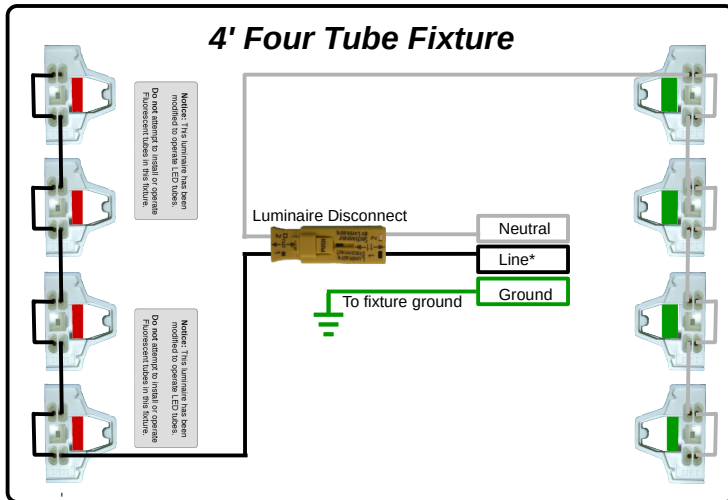 4' Four Tube Fixture
Notice: This luminaire has been
modified to operate LED tubes.
Do not attempt to install or operate
Fluorescent tubes in this fixture.
Luminaire Disconnect
Neutral
Line*
Ground
To fixture ground
Notice: This luminaire has been
modified to operate LED tubes.
Do not attempt to install or operate
Fluorescent tubes in this fixture.